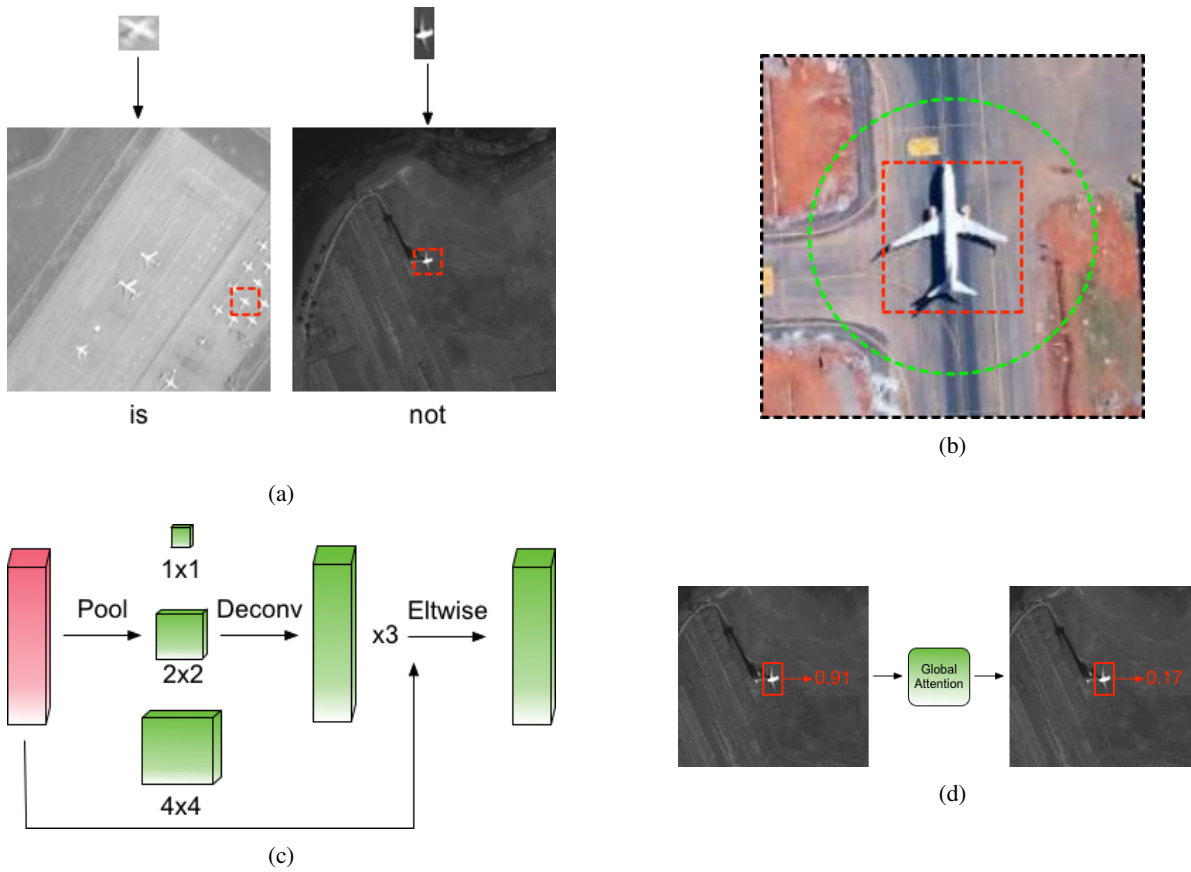 is
not
(a)
(b)
1x1
Pool
Deconv
x3
Eltwise
2x2
4x4
(c)
0.91
Global
Attention
0.17
(d)